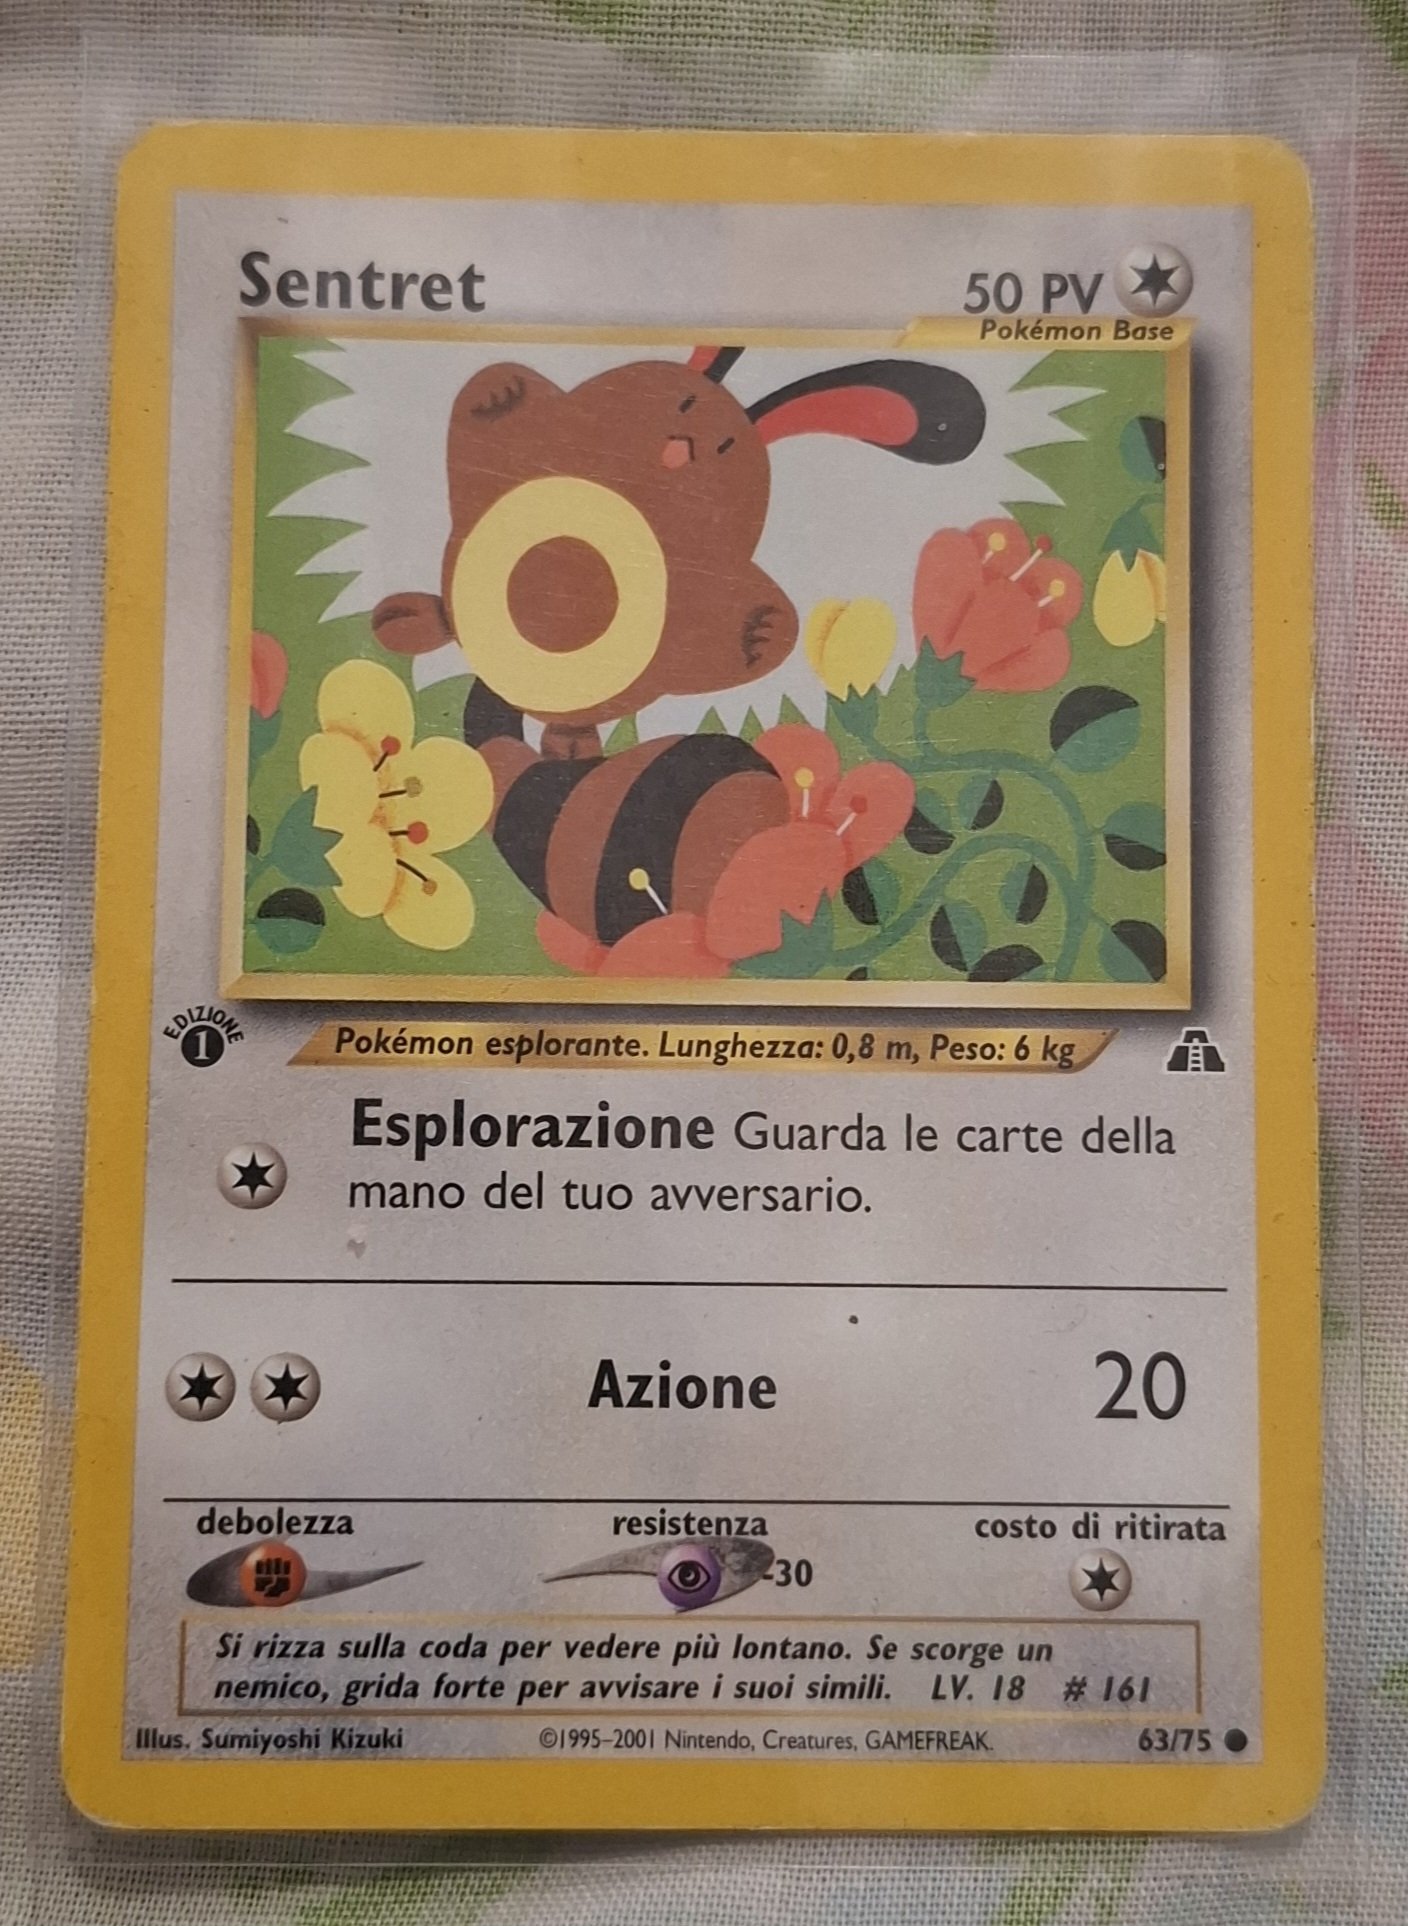 Sentret
50 PV
Pokémon Base
EDIZIONE
1
Pokémon esplorante. Lunghezza: 0,8 m, Peso: 6 kg
Esplorazione Guarda le carte della
mano del tuo avversario.
Azione 20
debolezza resistenza costo di ritirata
-30
Si rizza sulla coda per vedere più lontano. Se scorge un
nemico, grida forte per avvisare i suoi simili. LV. 18 # 161
Illus. Sumiyoshi Kizuki ©1995-2001 Nintendo, Creatures, GAMEFREAK. 63/75